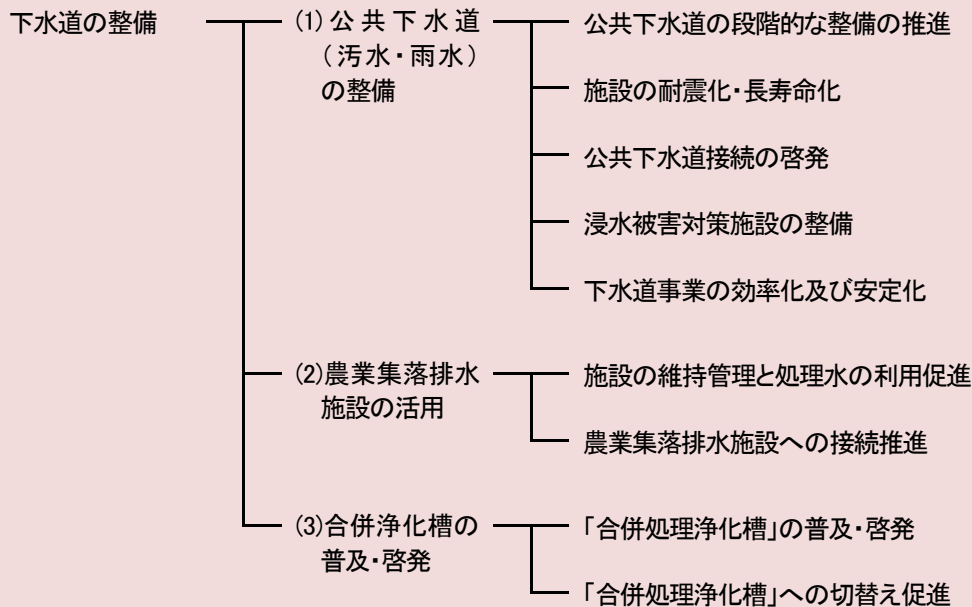 下水道の整備
(1)公共下水道
(汚水・雨水)
の整備
公共下水道の段階的な整備の推進
施設の耐震化・長寿命化
公共下水道接続の啓発
浸水被害対策施設の整備
下水道事業の効率化及び安定化
(2)農業集落排水
施設の活用
施設の維持管理と処理水の利用促進
農業集落排水施設への接続推進
(3)合併浄化槽の
普及・啓発
「合併処理浄化槽」の普及・啓発
「合併処理浄化槽」への切替え促進